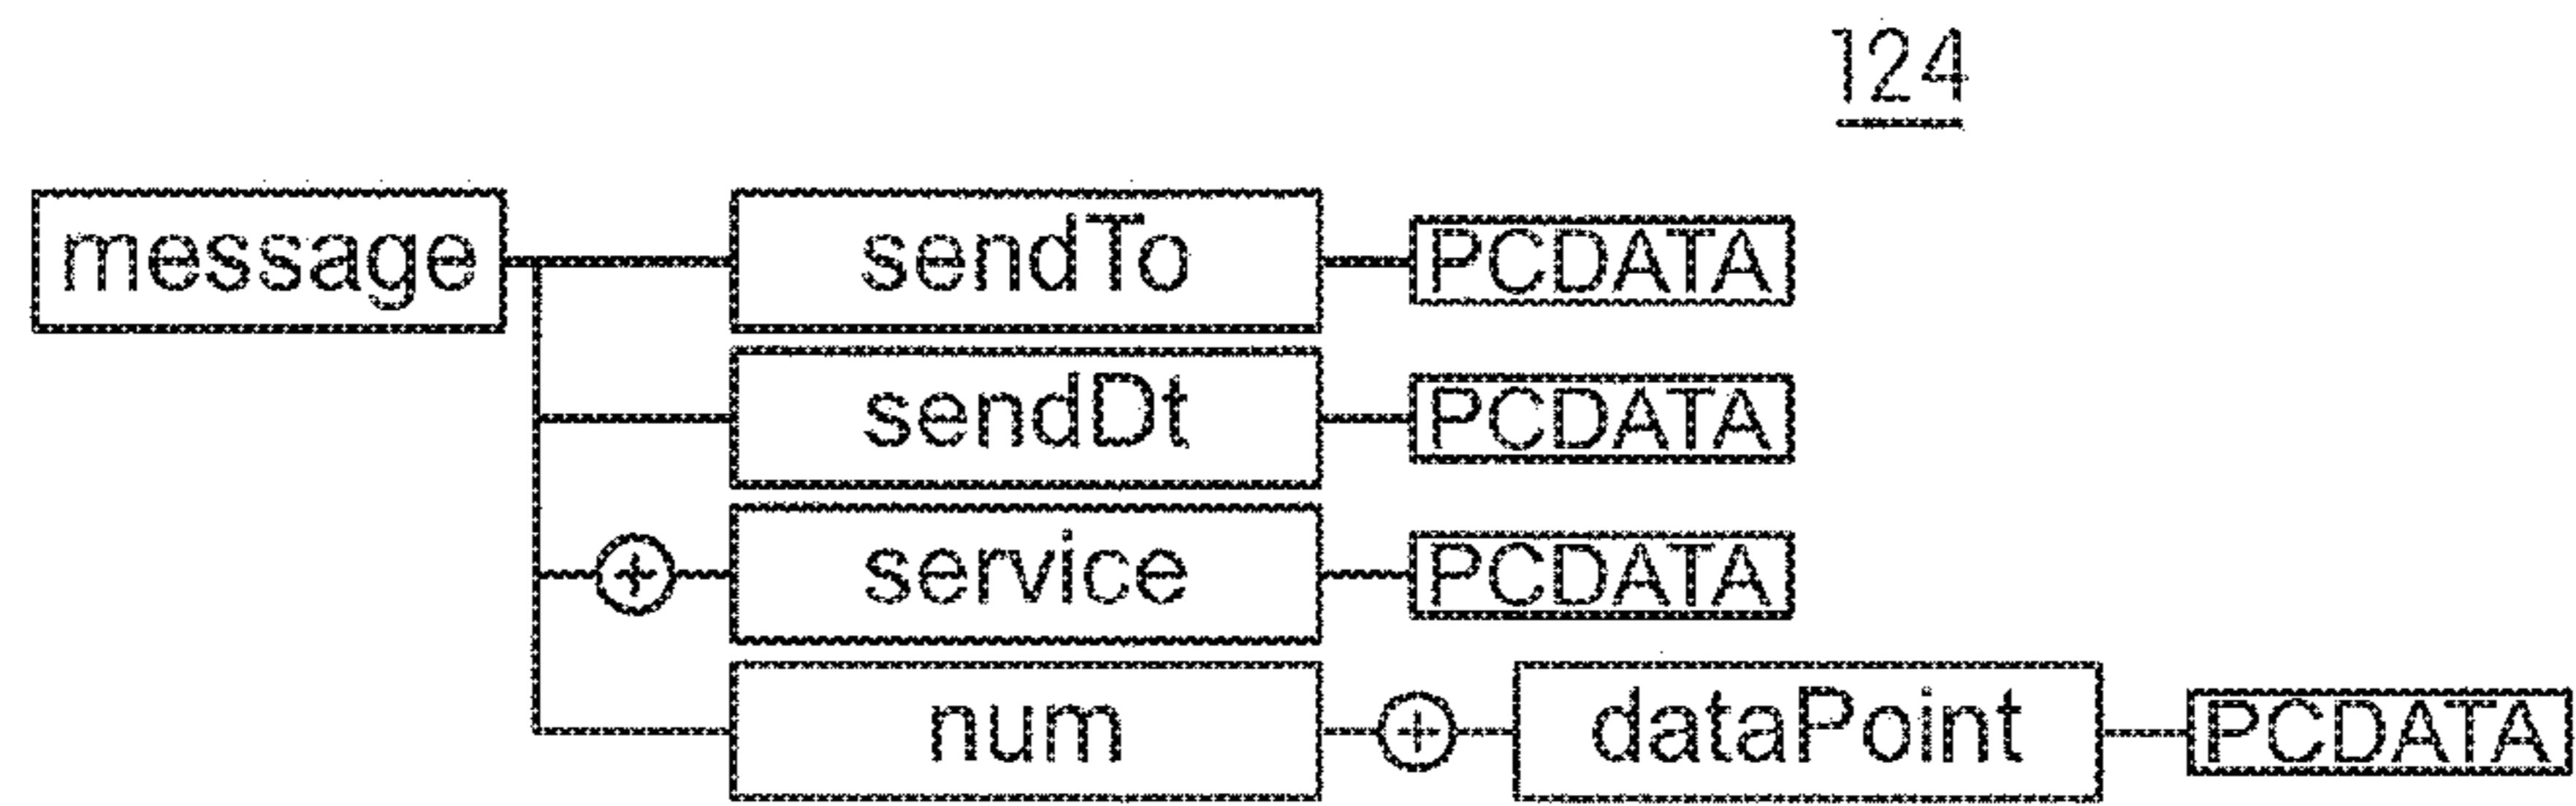 124
message sendTo PCDATA
sendDt PCDATA
+ service PCDATA
num + dataPoint PCDATA